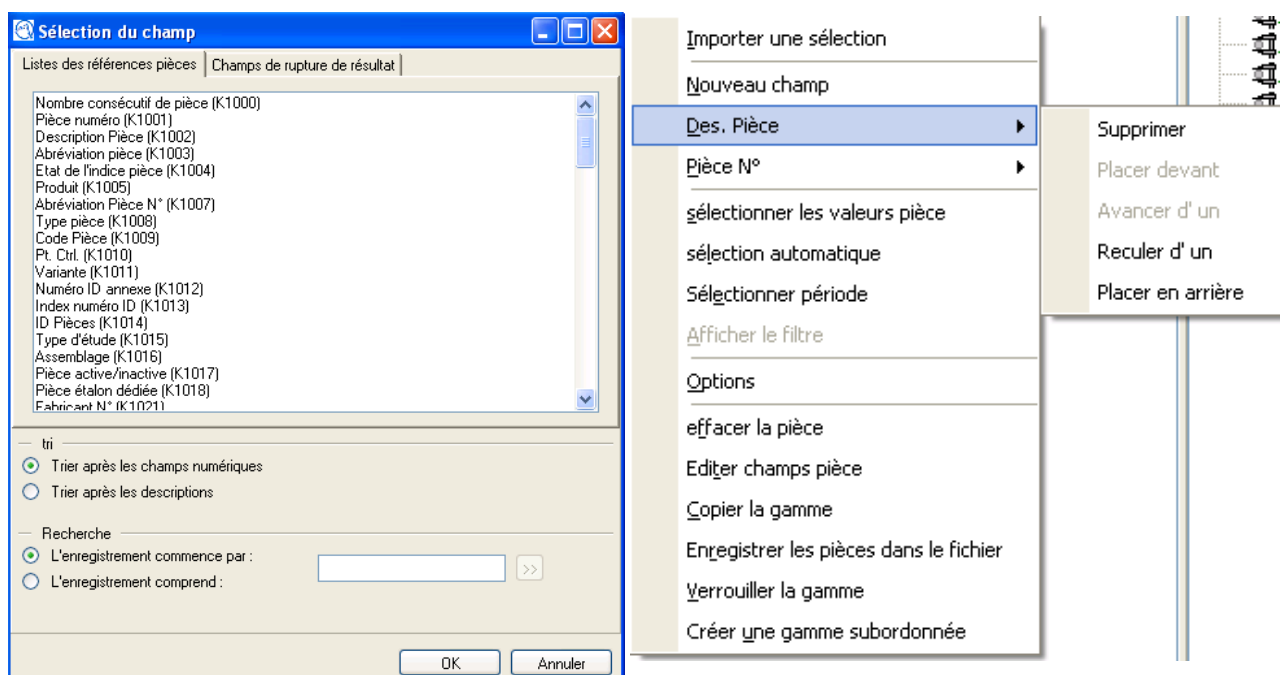 Sélection du champ
Listes des références pièces
Champs de rupture de résultat
Nombre consécutif de pièce (K1000)
Pièce numéro (K1001)
Description Pièce (K1002)
Abréviation pièce (K1003)
Etat de l'indice pièce (K1004)
Produit (K1005)
Abréviation Pièce N° (K1007)
Type pièce (K1008)
Code Pièce (K1009)
Pt. Ctrl. (K1010)
Variante (K1011)
Numéro ID annexe (K1012)
Index numéro ID (K1013)
ID Pièces (K1014)
Type d'étude (K1015)
Assemblage (K1016)
Pièce active/inactive (K1017)
Pièce étalon dédiée (K1018)
Fabricant N° (K1021)
tri
Trier après les champs numériques
Trier après les descriptions
Recherche
L'enregistrement commence par :
>>
L'enregistrement comprend :
OK
Annuler
Importer une sélection
Nouveau champ
Des. Pièce
Pièce N°
sélectionner les valeurs pièce
sélection automatique
Sélectionner période
Afficher le filtre
Options
effacer la pièce
Editer champs pièce
Copier la gamme
Enregistrer les pièces dans le fichier
Verrouiller la gamme
Créer une gamme subordonnée
Supprimer
Placer devant
Avancer d' un
Reculer d' un
Placer en arrière